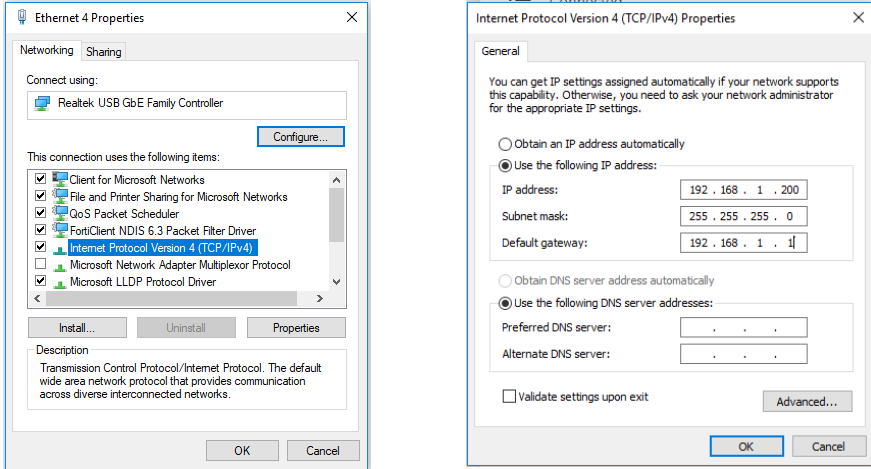 Ethernet 4 Properties
Networking
Sharing
Connect using:
Realtek USB GbE Family Controller
Configure...
This connection uses the following items:
Client for Microsoft Networks
File and Printer Sharing for Microsoft Networks
QoS Packet Scheduler
FortiClient NDIS 6.3 Packet Filter Driver
Internet Protocol Version 4 (TCP/IPv4)
Microsoft Network Adapter Multiplexor Protocol
Microsoft LLDP Protocol Driver
Install...
Uninstall
Properties
Description
Transmission Control Protocol/Internet Protocol. The default
wide area network protocol that provides communication
across diverse interconnected networks.
OK
Cancel
Internet Protocol Version 4 (TCP/IPv4) Properties
General
You can get IP settings assigned automatically if your network supports
this capability. Otherwise, you need to ask your network administrator
for the appropriate IP settings.
Obtain an IP address automatically
Use the following IP address:
IP address: 192 . 168 . 1 . 200
Subnet mask: 255 . 255 . 255 . 0
Default gateway: 192 . 168 . 1 . 1
Obtain DNS server address automatically
Use the following DNS server addresses:
Preferred DNS server: . . .
Alternate DNS server: . . .
Validate settings upon exit
Advanced...
OK
Cancel